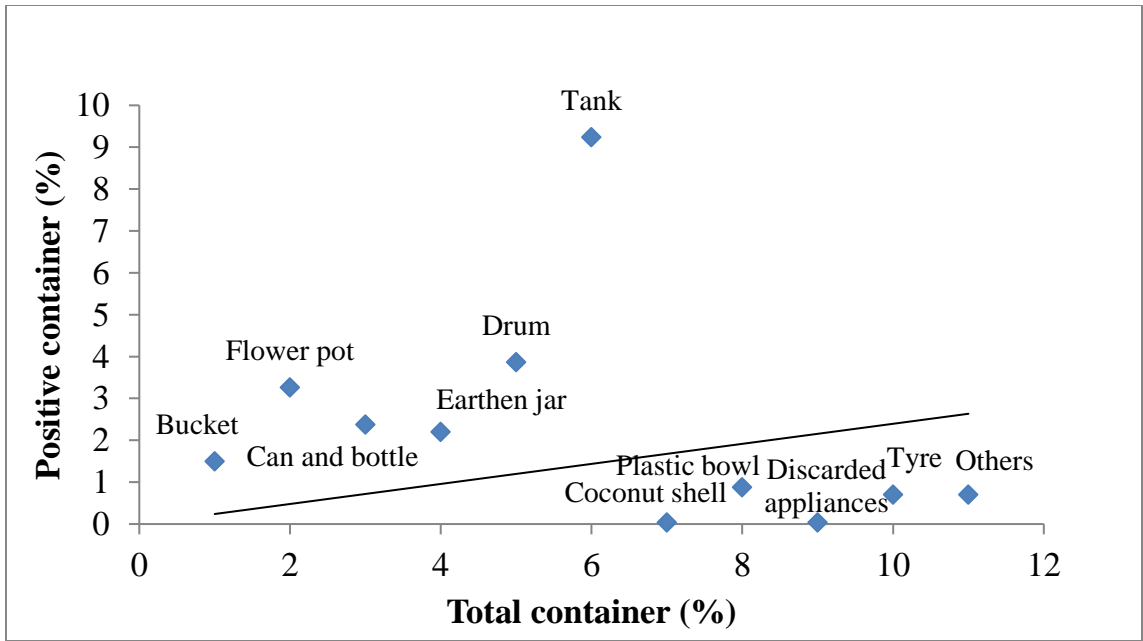 Tank
10
9
8
7
6
5
4
3
2
1
0
Positive container (%)
Drum
Flower pot
Earthen jar
Bucket
Can and bottle
Plastic bowl
Coconut shell
Discarded
appliances
Tyre
Others
0 2 4 6 8 10 12
Total container (%)